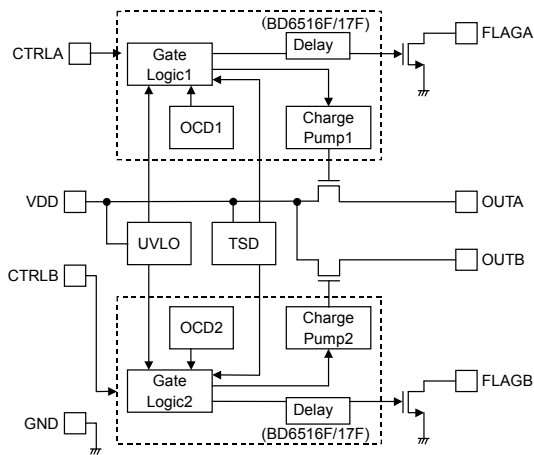 (BD6516F/17F)
FLAGA
CTRLA
Gate
Logic1
Delay
OCD1
Charge
Pump1
VDD
OUTA
UVLO
TSD
OUTB
CTRLB
OCD2
Charge
Pump2
Gate
Logic2
FLAGB
Delay
GND
(BD6516F/17F)